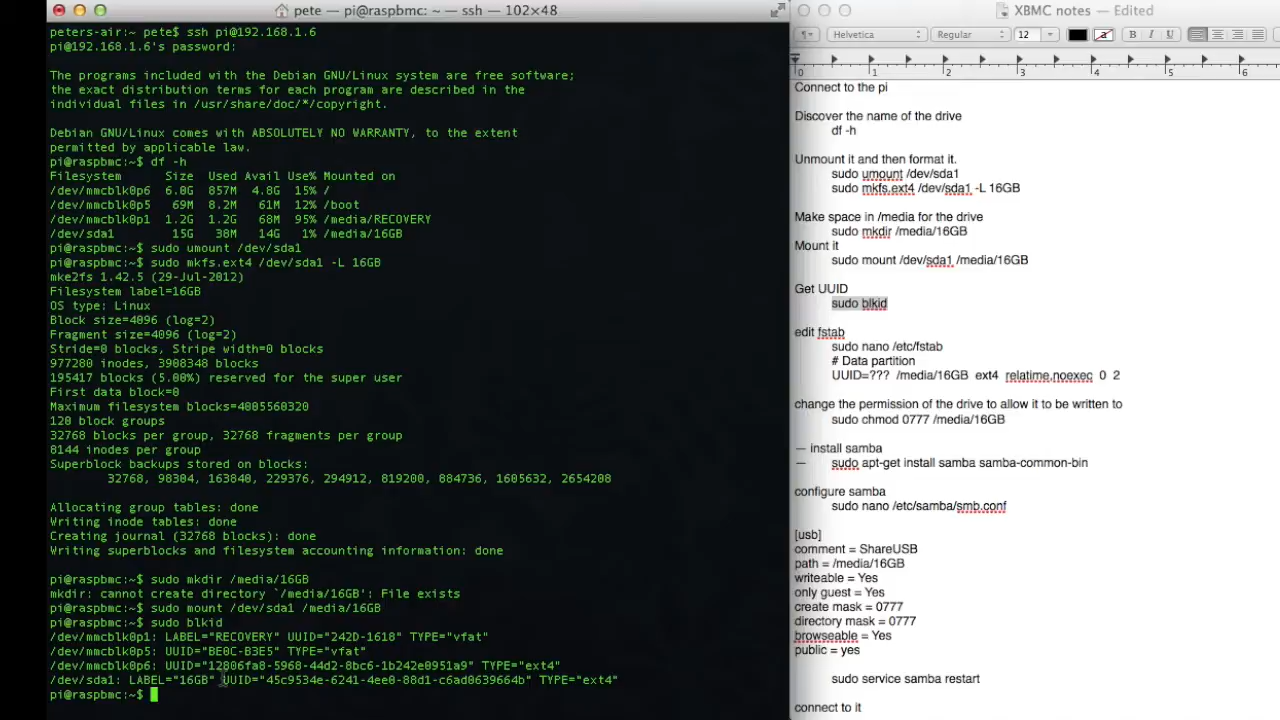 pete — pi@raspbmc: ~ — ssh — 102×48
peters-air:~ pete$ ssh pi@192.168.1.6
pi@192.168.1.6's password:
The programs included with the Debian GNU/Linux system are free software;
the exact distribution terms for each program are described in the
individual files in /usr/share/doc/*/copyright.
Debian GNU/Linux comes with ABSOLUTELY NO WARRANTY, to the extent
permitted by applicable law.
pi@raspbmc:~$ df -h
Filesystem Size Used Avail Use% Mounted on
/dev/mmcblk0p6 6.0G 857M 4.8G 15% /
/dev/mmcblk0p5 69M 8.2M 61M 12% /boot
/dev/mmcblk0p1 1.2G 1.2G 68M 95% /media/RECOVERY
/dev/sda1 15G 38M 14G 1% /media/16GB
pi@raspbmc:~$ sudo umount /dev/sda1
pi@raspbmc:~$ sudo mkfs.ext4 /dev/sda1 -L 16GB
mke2fs 1.42.5 (29-Jul-2012)
Filesystem label=16GB
OS type: Linux
Block size=4096 (log=2)
Fragment size=4096 (log=2)
Stride=0 blocks, Stripe width=0 blocks
977280 inodes, 3908348 blocks
195417 blocks (5.00%) reserved for the super user
First data block=0
Maximum filesystem blocks=4005560320
120 block groups
32768 blocks per group, 32768 fragments per group
8144 inodes per group
Superblock backups stored on blocks:
32768, 98304, 163840, 229376, 294912, 819200, 884736, 1605632, 2654208
Allocating group tables: done
Writing inode tables: done
Creating journal (32768 blocks): done
Writing superblocks and filesystem accounting information: done
pi@raspbmc:~$ sudo mkdir /media/16GB
mkdir: cannot create directory `/media/16GB': File exists
pi@raspbmc:~$ sudo mount /dev/sda1 /media/16GB
pi@raspbmc:~$ sudo blkid
/dev/mmcblk0p1: LABEL="RECOVERY" UUID="242D-1618" TYPE="vfat"
/dev/mmcblk0p5: UUID="BE0C-B3E5" TYPE="vfat"
/dev/mmcblk0p6: UUID="12806fa8-5968-44d2-8bc6-1b242e0951a9" TYPE="ext4"
/dev/sda1: LABEL="16GB" UUID="45c9534e-6241-4ee0-88d1-c6ad0639664b" TYPE="ext4"
pi@raspbmc:~$
XBMC notes — Edited
Helvetica Regular 12 a B I U
0 1 2 3 4 5 6
Connect to the pi
Discover the name of the drive
df -h
Unmount it and then format it.
sudo umount /dev/sda1
sudo mkfs.ext4 /dev/sda1 -L 16GB
Make space in /media for the drive
sudo mkdir /media/16GB
Mount it
sudo mount /dev/sda1 /media/16GB
Get UUID
sudo blkid
edit fstab
sudo nano /etc/fstab
# Data partition
UUID=??? /media/16GB ext4 relatime,noexec 0 2
change the permission of the drive to allow it to be written to
sudo chmod 0777 /media/16GB
— install samba
— sudo apt-get install samba samba-common-bin
configure samba
sudo nano /etc/samba/smb.conf
[usb]
comment = ShareUSB
path = /media/16GB
writeable = Yes
only guest = Yes
create mask = 0777
directory mask = 0777
browseable = Yes
public = yes
sudo service samba restart
connect to it